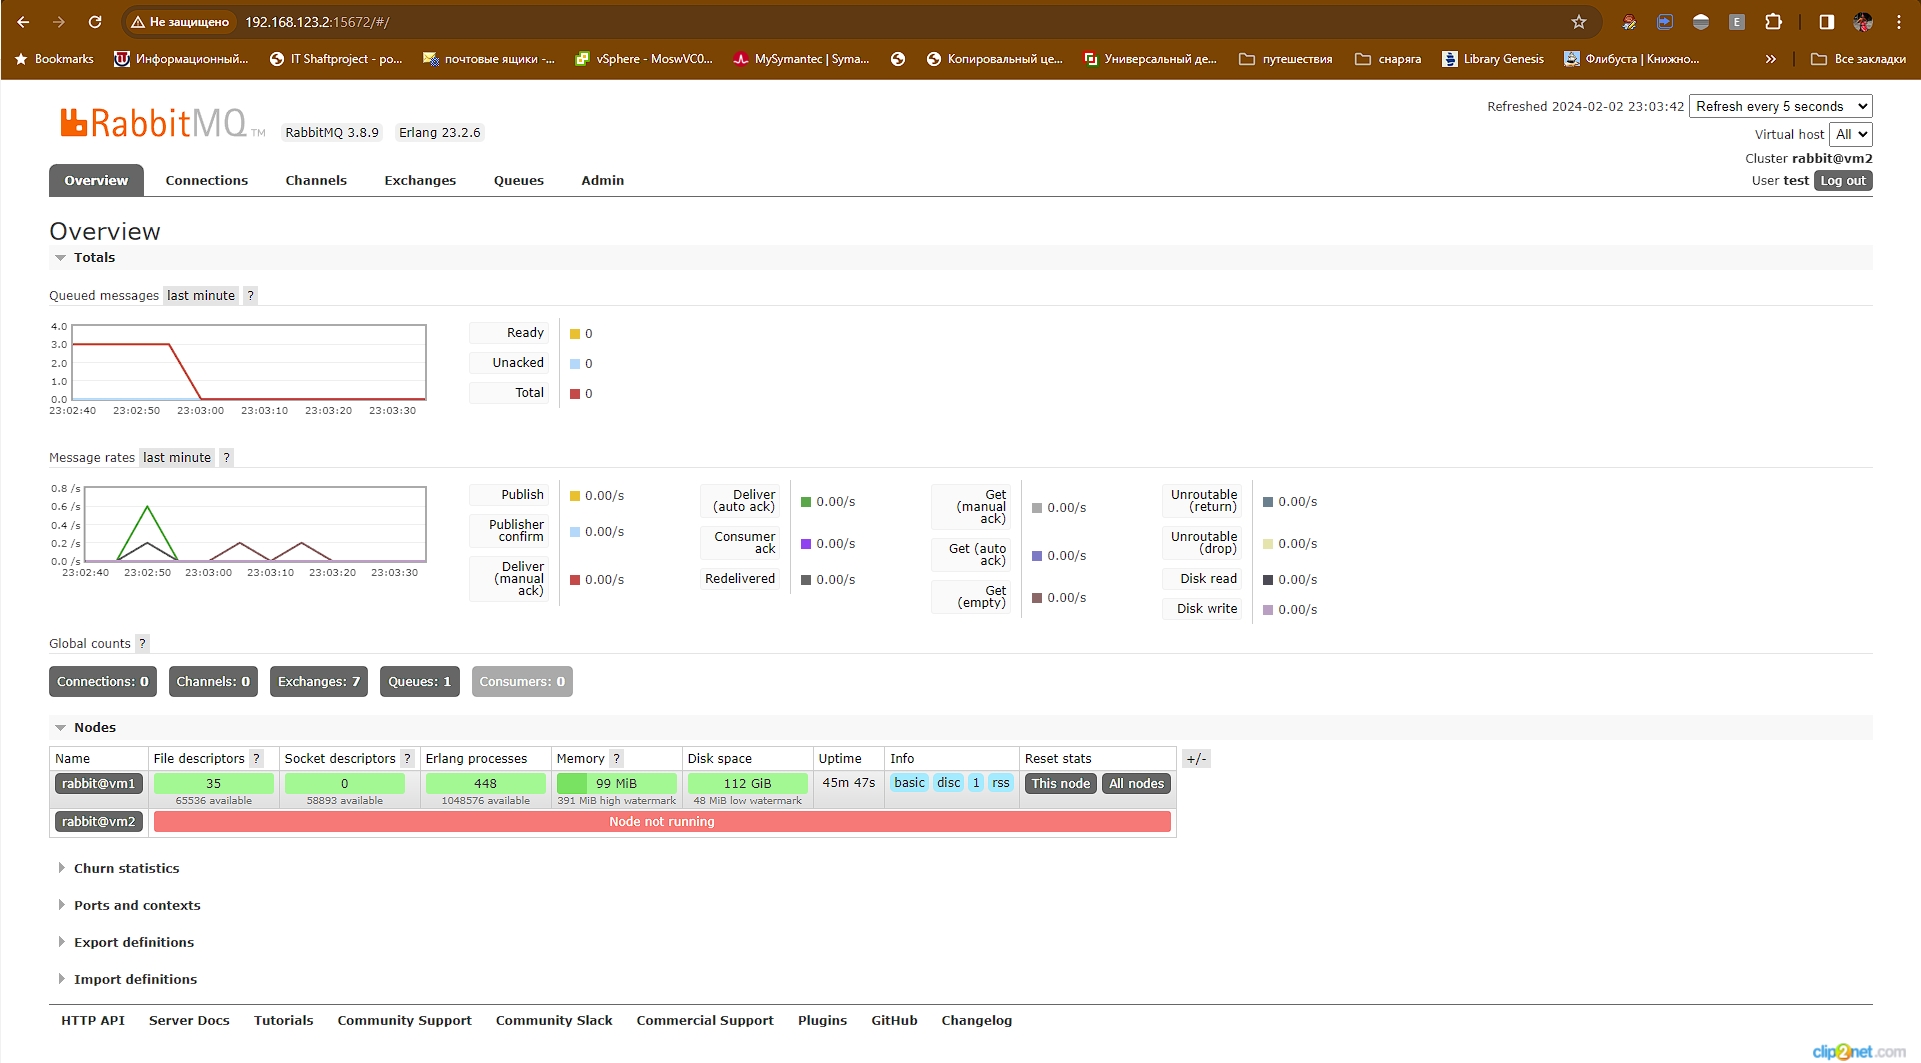 Не защищено 192.168.123.2:15672/#/
E
Bookmarks Информационный... IT Shaftproject - po... почтовые ящики -... vSphere - MoswVC0... MySymantec | Syma... Копировальный це... Универсальный де... путешествия снаряга Library Genesis Флибуста | Книжно... » Все закладки
RabbitMQ TM RabbitMQ 3.8.9 Erlang 23.2.6
Refreshed 2024-02-02 23:03:42 Refresh every 5 seconds
Virtual host All
Cluster rabbit@vm2
User test Log out
Overview Connections Channels Exchanges Queues Admin
Overview
Totals
Queued messages last minute ?
4.0
3.0
2.0
1.0
0.0
23:02:40 23:02:50 23:03:00 23:03:10 23:03:20 23:03:30
Ready 0
Unacked 0
Total 0
Message rates last minute ?
0.8 /s
0.6 /s
0.4 /s
0.2 /s
0.0 /s
23:02:40 23:02:50 23:03:00 23:03:10 23:03:20 23:03:30
Publish 0.00/s
Publisher
confirm 0.00/s
Deliver
(manual
ack) 0.00/s
Deliver
(auto ack) 0.00/s
Consumer
ack 0.00/s
Redelivered 0.00/s
Get
(manual
ack) 0.00/s
Get (auto
ack) 0.00/s
Get
(empty) 0.00/s
Unroutable
(return) 0.00/s
Unroutable
(drop) 0.00/s
Disk read 0.00/s
Disk write 0.00/s
Global counts ?
Connections: 0 Channels: 0 Exchanges: 7 Queues: 1 Consumers: 0
Nodes
Name File descriptors ? Socket descriptors ? Erlang processes Memory ? Disk space Uptime Info Reset stats +/-
rabbit@vm1 35 0 448 99 MiB 112 GiB 45m 47s basic disc 1 rss This node All nodes
65536 available 58893 available 1048576 available 391 MiB high watermark 48 MiB low watermark
rabbit@vm2 Node not running
Churn statistics
Ports and contexts
Export definitions
Import definitions
HTTP API Server Docs Tutorials Community Support Community Slack Commercial Support Plugins GitHub Changelog
clip2net.com